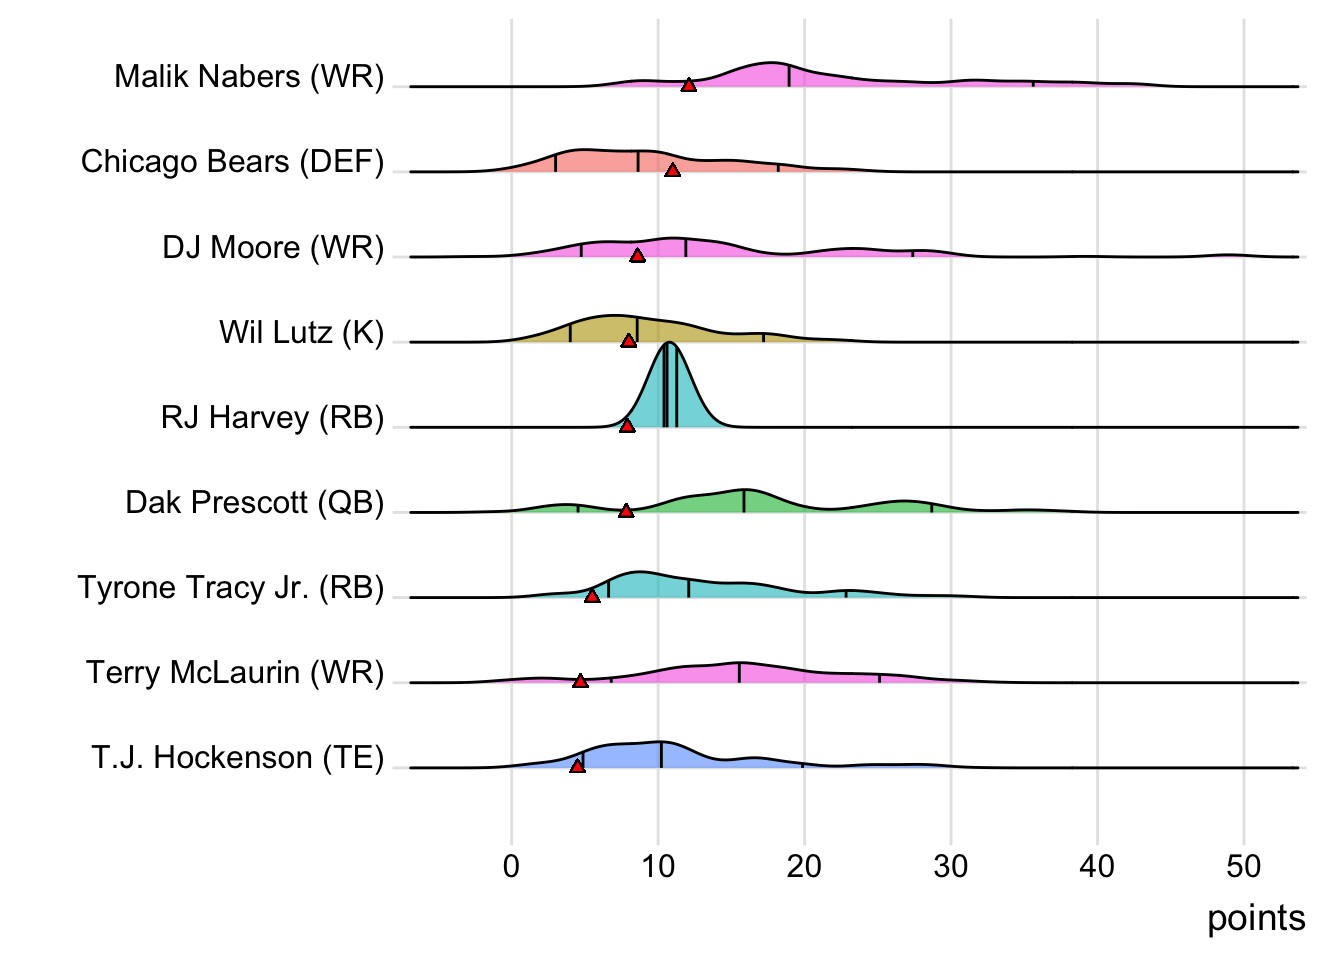 Malik Nabers (WR)
Chicago Bears (DEF)
DJ Moore (WR)
Wil Lutz (K)
RJ Harvey (RB)
Dak Prescott (QB)
Tyrone Tracy Jr. (RB)
Terry McLaurin (WR)
T.J. Hockenson (TE)
0 10 20 30 40 50
points